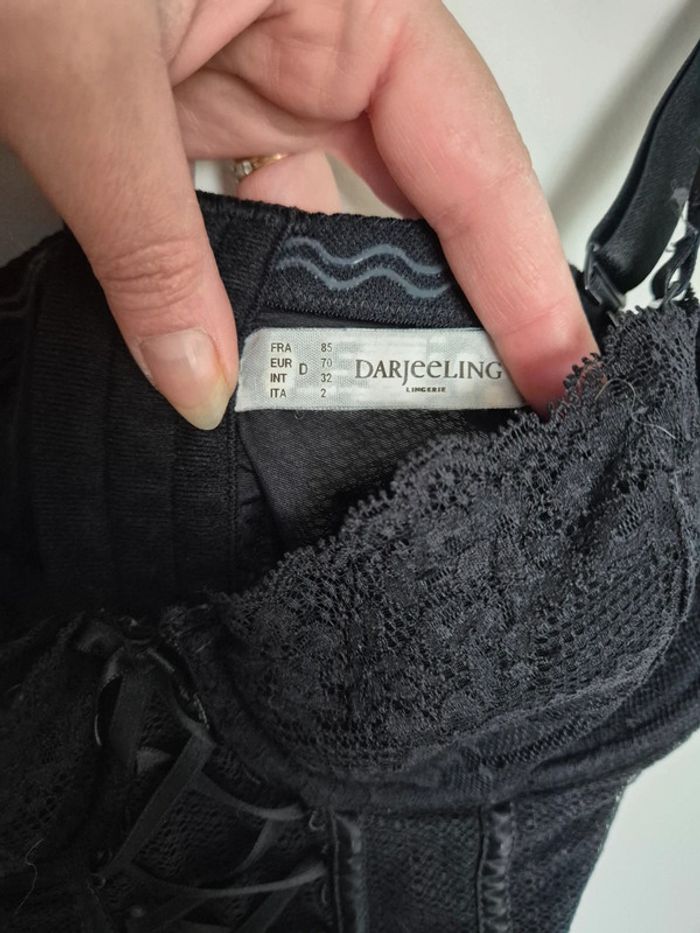 FRA 85
EUR 70
INT D 32
ITA 2
DARJEELING
LINGERIE